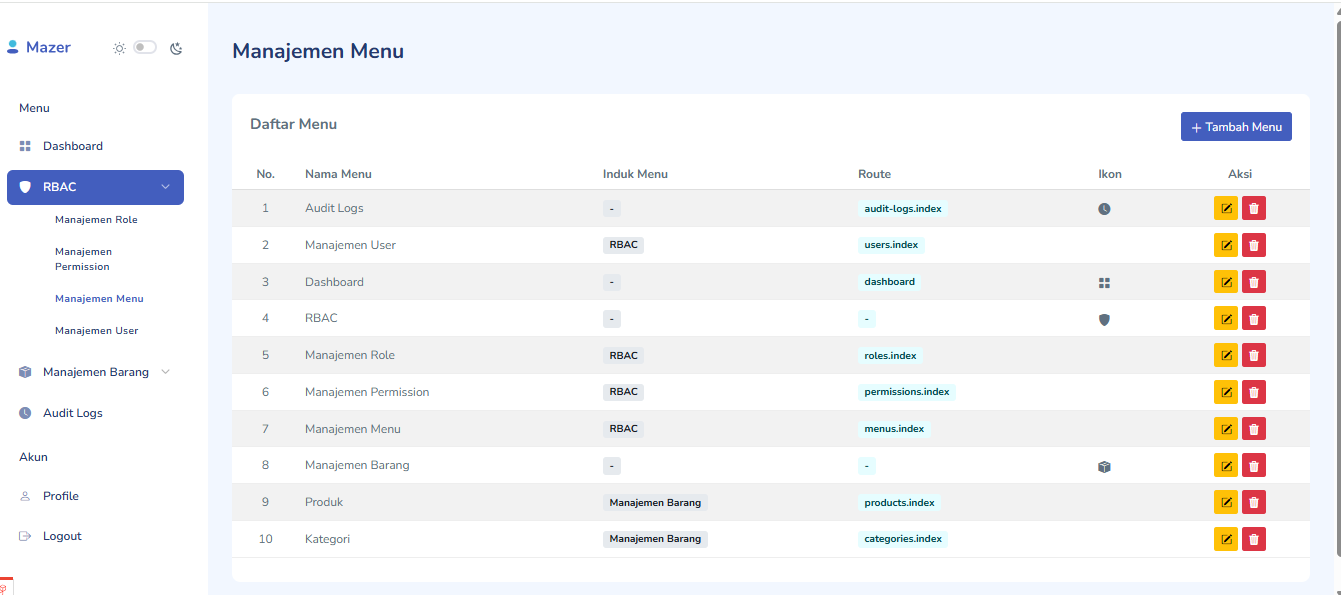 Mazer
Menu
Dashboard
RBAC
Manajemen Role
Manajemen
Permission
Manajemen Menu
Manajemen User
Manajemen Barang
Audit Logs
Akun
Profile
Logout
Manajemen Menu
Daftar Menu
+ Tambah Menu
No. Nama Menu Induk Menu Route Ikon Aksi
1 Audit Logs - audit-logs.index
2 Manajemen User RBAC users.index
3 Dashboard - dashboard
4 RBAC - -
5 Manajemen Role RBAC roles.index
6 Manajemen Permission RBAC permissions.index
7 Manajemen Menu RBAC menus.index
8 Manajemen Barang - -
9 Produk Manajemen Barang products.index
10 Kategori Manajemen Barang categories.index